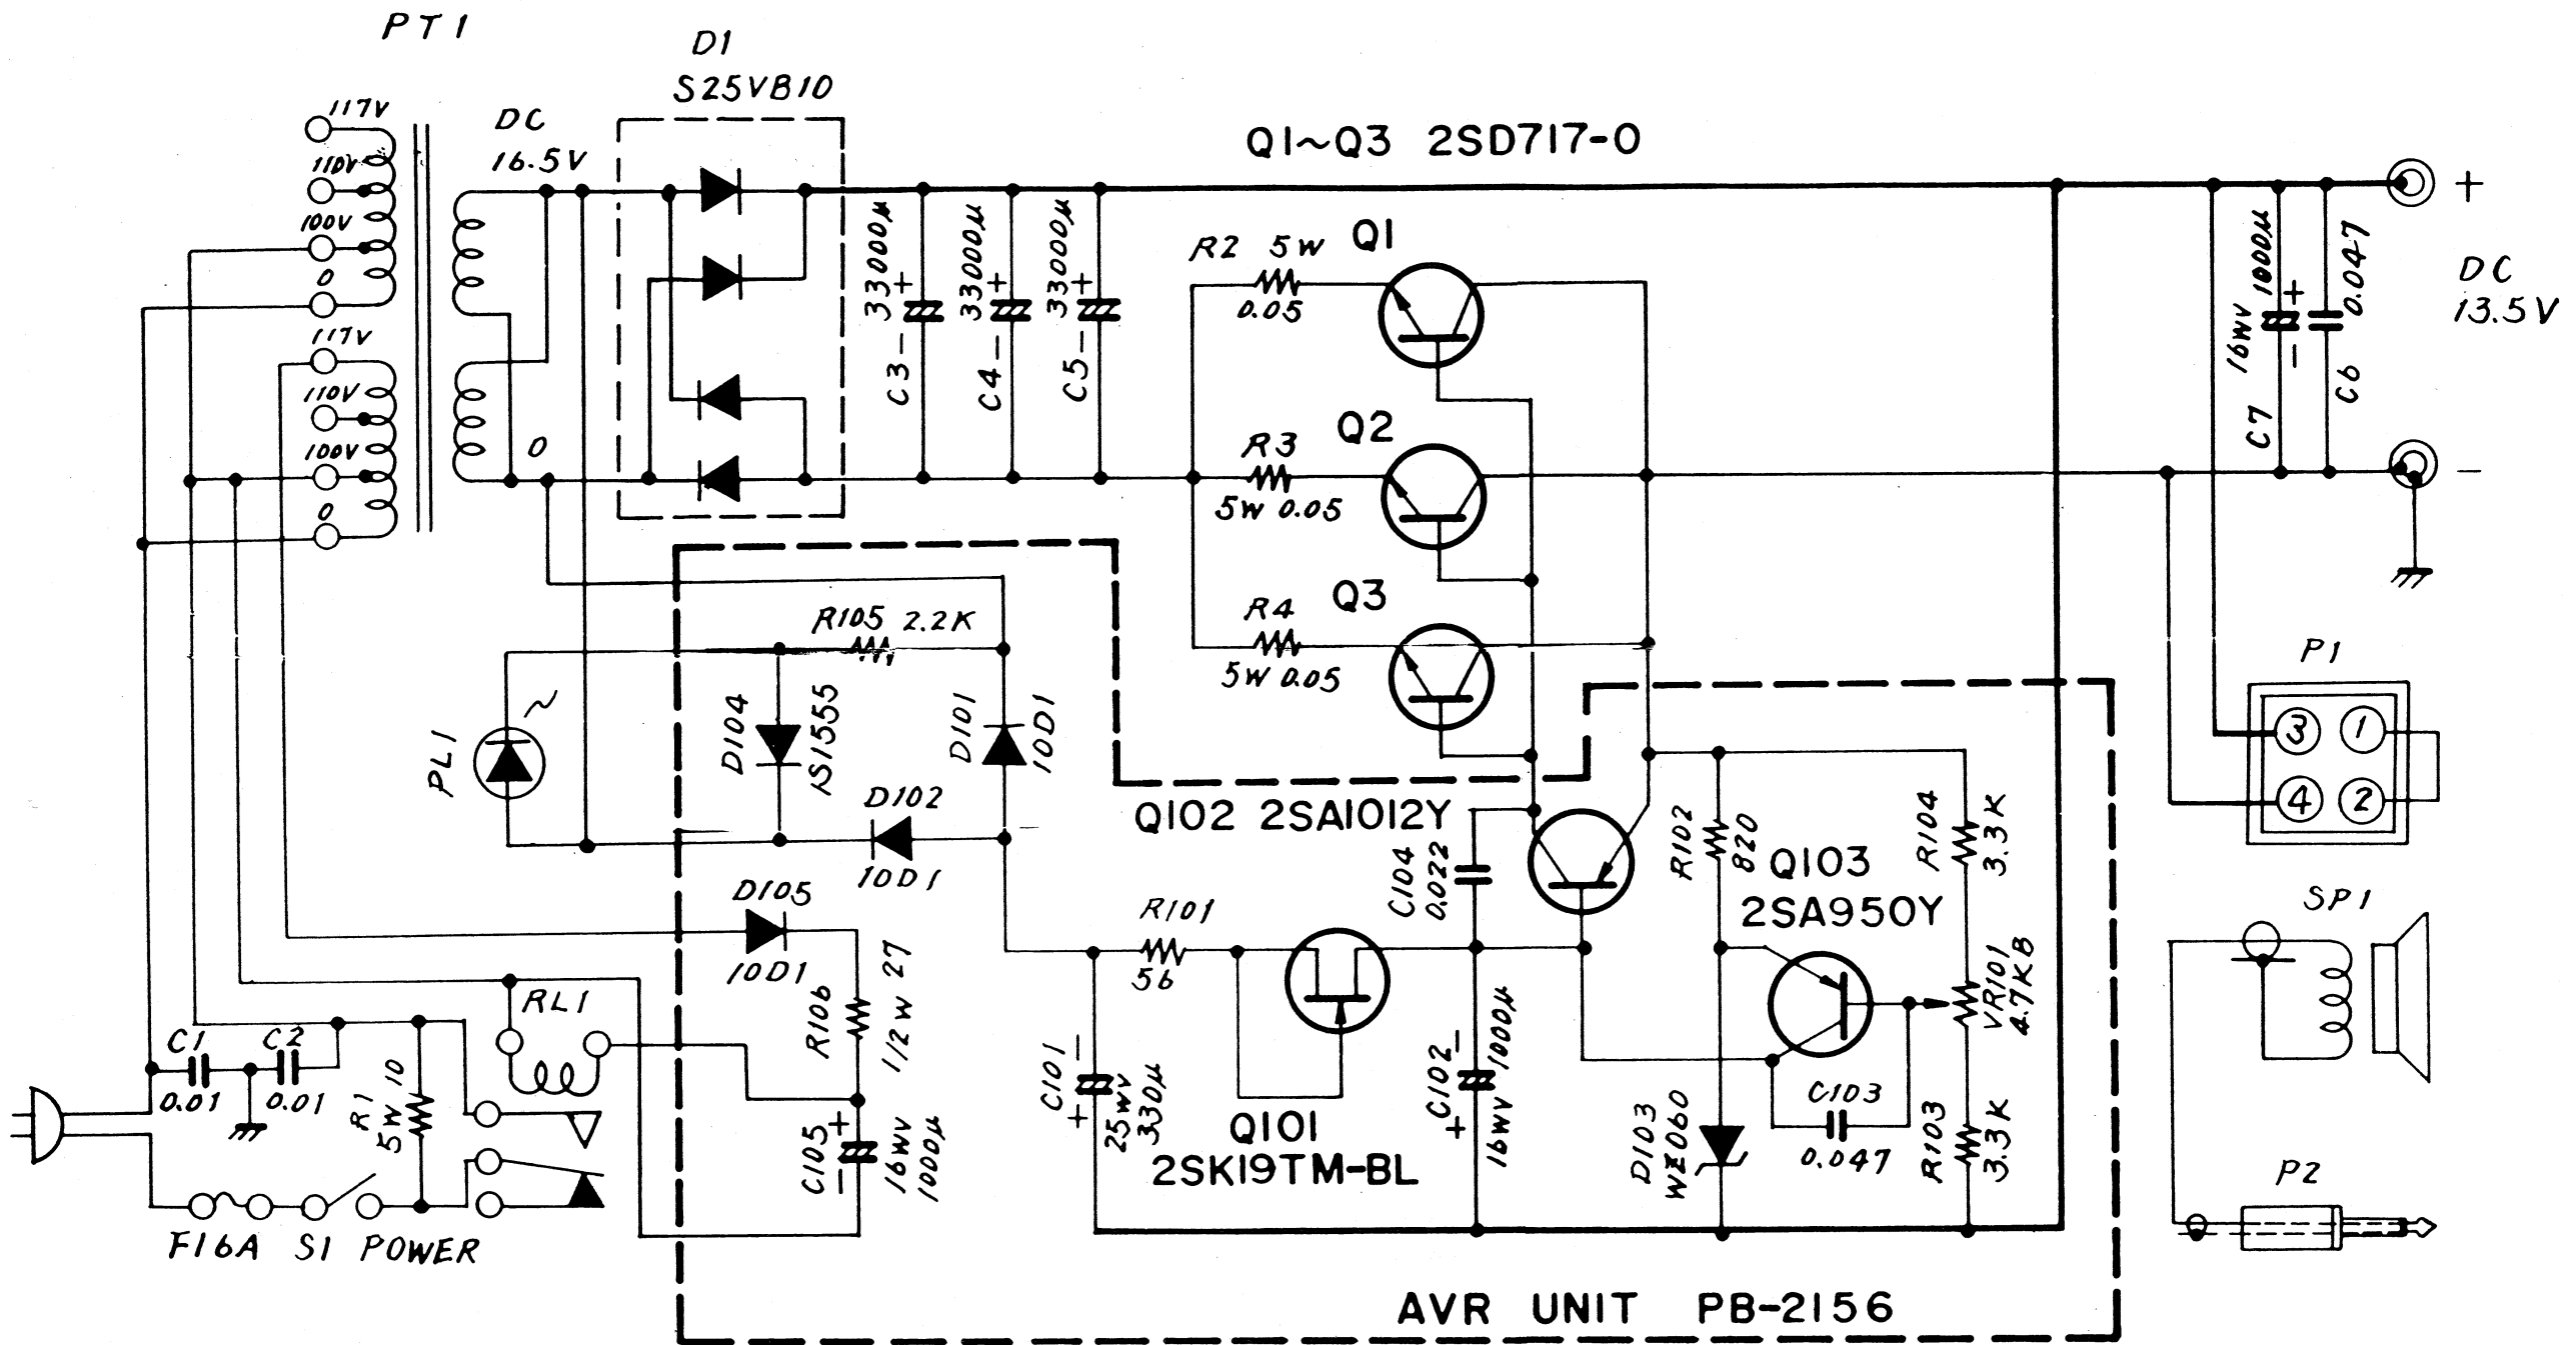 PT1
D1
S25VB10
117V
110V
100V
0
117V
110V
100V
0
DC
16.5V
0
Q1~Q3 2SD717-O
33000μ
+
-
C3
33000μ
+
-
C4
33000μ
+
-
C5
R2 5W
0.05
Q1
R3
5W 0.05
Q2
R4
5W 0.05
Q3
+
DC
13.5V
-
16WV 1000μ
+
-
C7
0.047
C6
P1
3
1
4
2
SP1
P2
R105 2.2K
D104
1S1555
D101
10D1
PL1
~
D102
10D1
D105
10D1
R106
1/2W 27
C105
+
-
16WV
1000μ
RL1
C1
0.01
C2
0.01
R1
5W 10
F1 6A S1 POWER
Q102 2SA1012Y
C104
0.022
R101
56
C101
-
+
25WV
330μ
Q101
2SK19TM-BL
C102
-
+
16WV 1000μ
R102
820
Q103
2SA950Y
R104
3.3K
VR101
4.7KB
C103
0.047
R103
3.3K
D103
WZ060
AVR UNIT PB-2156